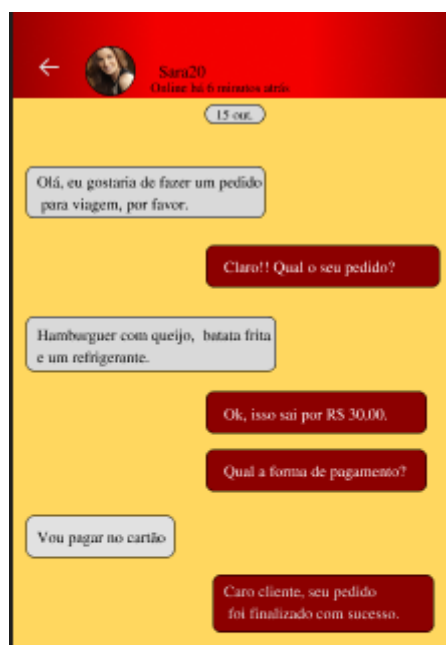 Sara20
Online há 6 minutos atrás
15 out.
Olá, eu gostaria de fazer um pedido
para viagem, por favor.
Claro!! Qual o seu pedido?
Hamburguer com queijo, batata frita
e um refrigerante.
Ok, isso sai por R$ 30,00.
Qual a forma de pagamento?
Vou pagar no cartão
Caro cliente, seu pedido
foi finalizado com sucesso.